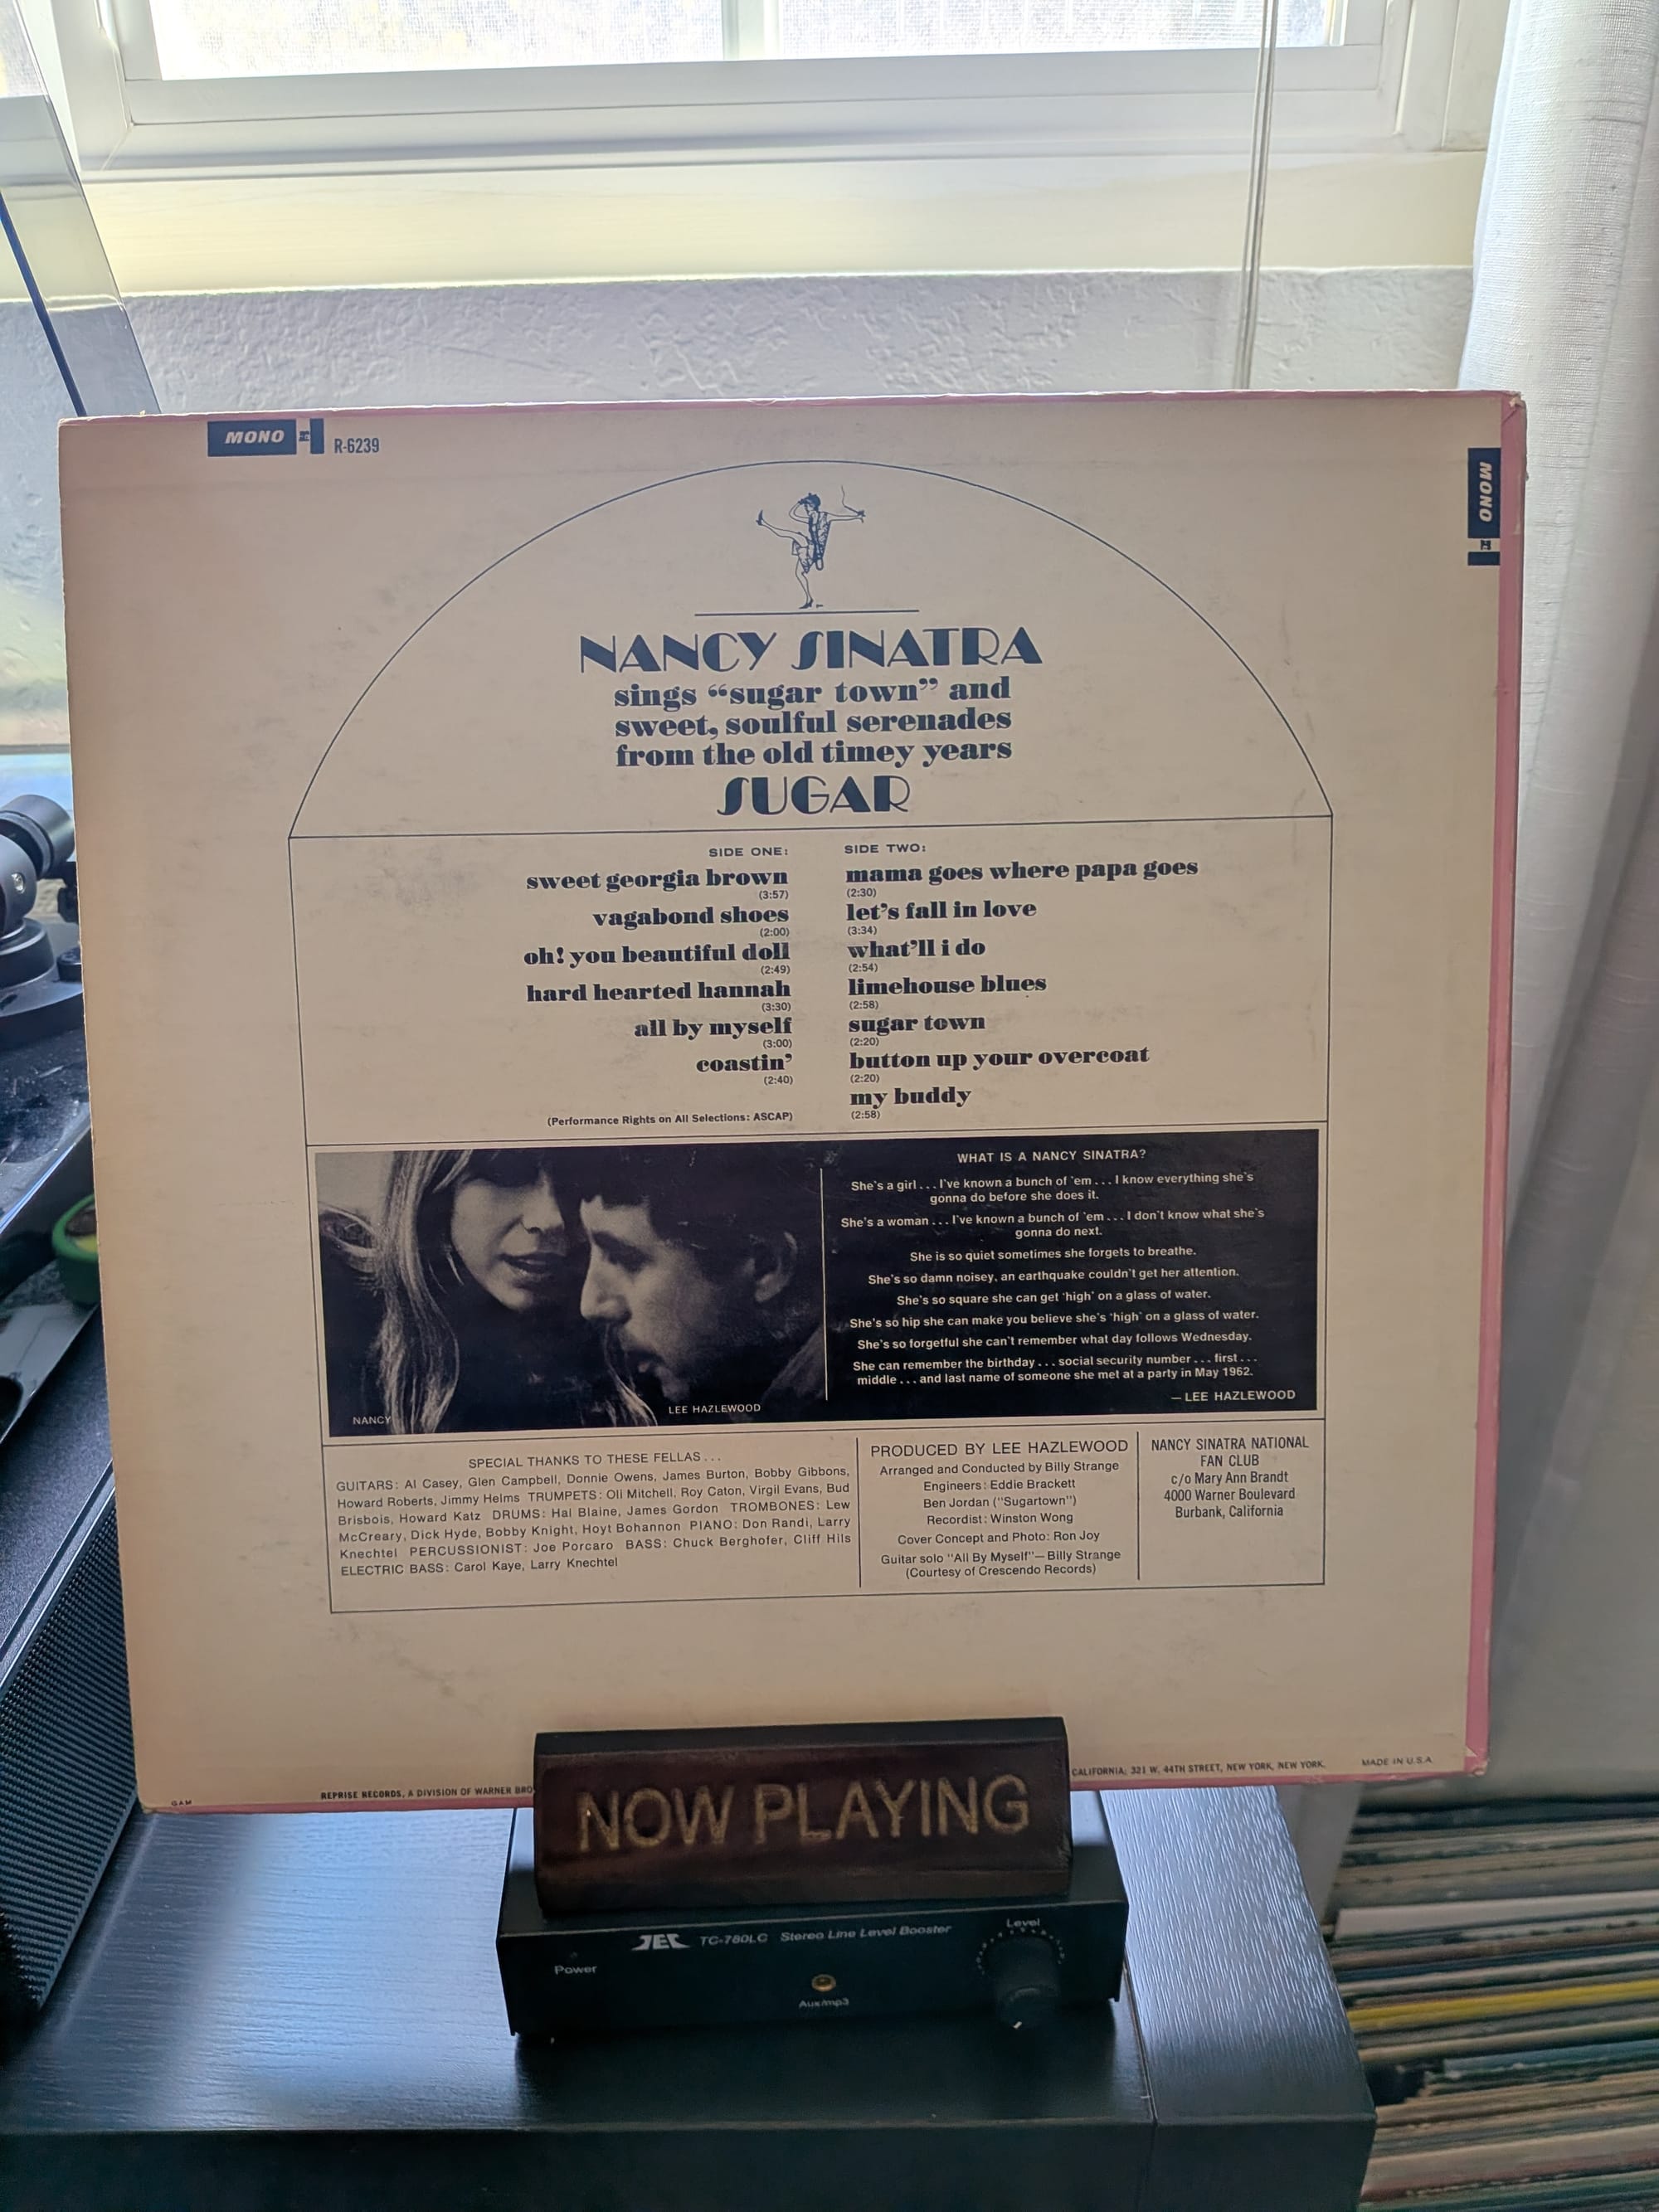 MONO
R-6239
MONO
NANCY SINATRA
sings “sugar town” and
sweet, soulful serenades
from the old timey years
SUGAR
SIDE ONE:
sweet georgia brown
(3:57)
vagabond shoes
(2:00)
oh! you beautiful doll
(2:49)
hard hearted hannah
(3:30)
all by myself
(3:00)
coastin’
(2:40)
(Performance Rights on All Selections: ASCAP)
SIDE TWO:
mama goes where papa goes
(2:30)
let’s fall in love
(3:34)
what’ll i do
(2:54)
limehouse blues
(2:58)
sugar town
(2:20)
button up your overcoat
(2:20)
my buddy
(2:58)
NANCY
LEE HAZLEWOOD
WHAT IS A NANCY SINATRA?
She's a girl . . . I've known a bunch of 'em . . . I know everything she's
gonna do before she does it.
She's a woman . . . I've known a bunch of 'em . . . I don't know what she's
gonna do next.
She is so quiet sometimes she forgets to breathe.
She's so damn noisey, an earthquake couldn't get her attention.
She's so square she can get 'high' on a glass of water.
She's so hip she can make you believe she's 'high' on a glass of water.
She's so forgetful she can't remember what day follows Wednesday.
She can remember the birthday . . . social security number . . . first . . .
middle . . . and last name of someone she met at a party in May 1962.
— LEE HAZLEWOOD
SPECIAL THANKS TO THESE FELLAS . . .
GUITARS: Al Casey, Glen Campbell, Donnie Owens, James Burton, Bobby Gibbons,
Howard Roberts, Jimmy Helms TRUMPETS: Oli Mitchell, Roy Caton, Virgil Evans, Bud
Brisbois, Howard Katz DRUMS: Hal Blaine, James Gordon TROMBONES: Lew
McCreary, Dick Hyde, Bobby Knight, Hoyt Bohannon PIANO: Don Randi, Larry
Knechtel PERCUSSIONIST: Joe Porcaro BASS: Chuck Berghofer, Cliff Hils
ELECTRIC BASS: Carol Kaye, Larry Knechtel
PRODUCED BY LEE HAZLEWOOD
Arranged and Conducted by Billy Strange
Engineers: Eddie Brackett
Ben Jordan ("Sugartown")
Recordist: Winston Wong
Cover Concept and Photo: Ron Joy
Guitar solo "All By Myself"— Billy Strange
(Courtesy of Crescendo Records)
NANCY SINATRA NATIONAL
FAN CLUB
c/o Mary Ann Brandt
4000 Warner Boulevard
Burbank, California
GAM
REPRISE RECORDS, A DIVISION OF WARNER BRO
CALIFORNIA, 321 W. 44TH STREET, NEW YORK, NEW YORK.
MADE IN U.S.A.
NOW PLAYING
TEC TC-780LC Stereo Line Level Booster
Level
Power
Aux/mp3